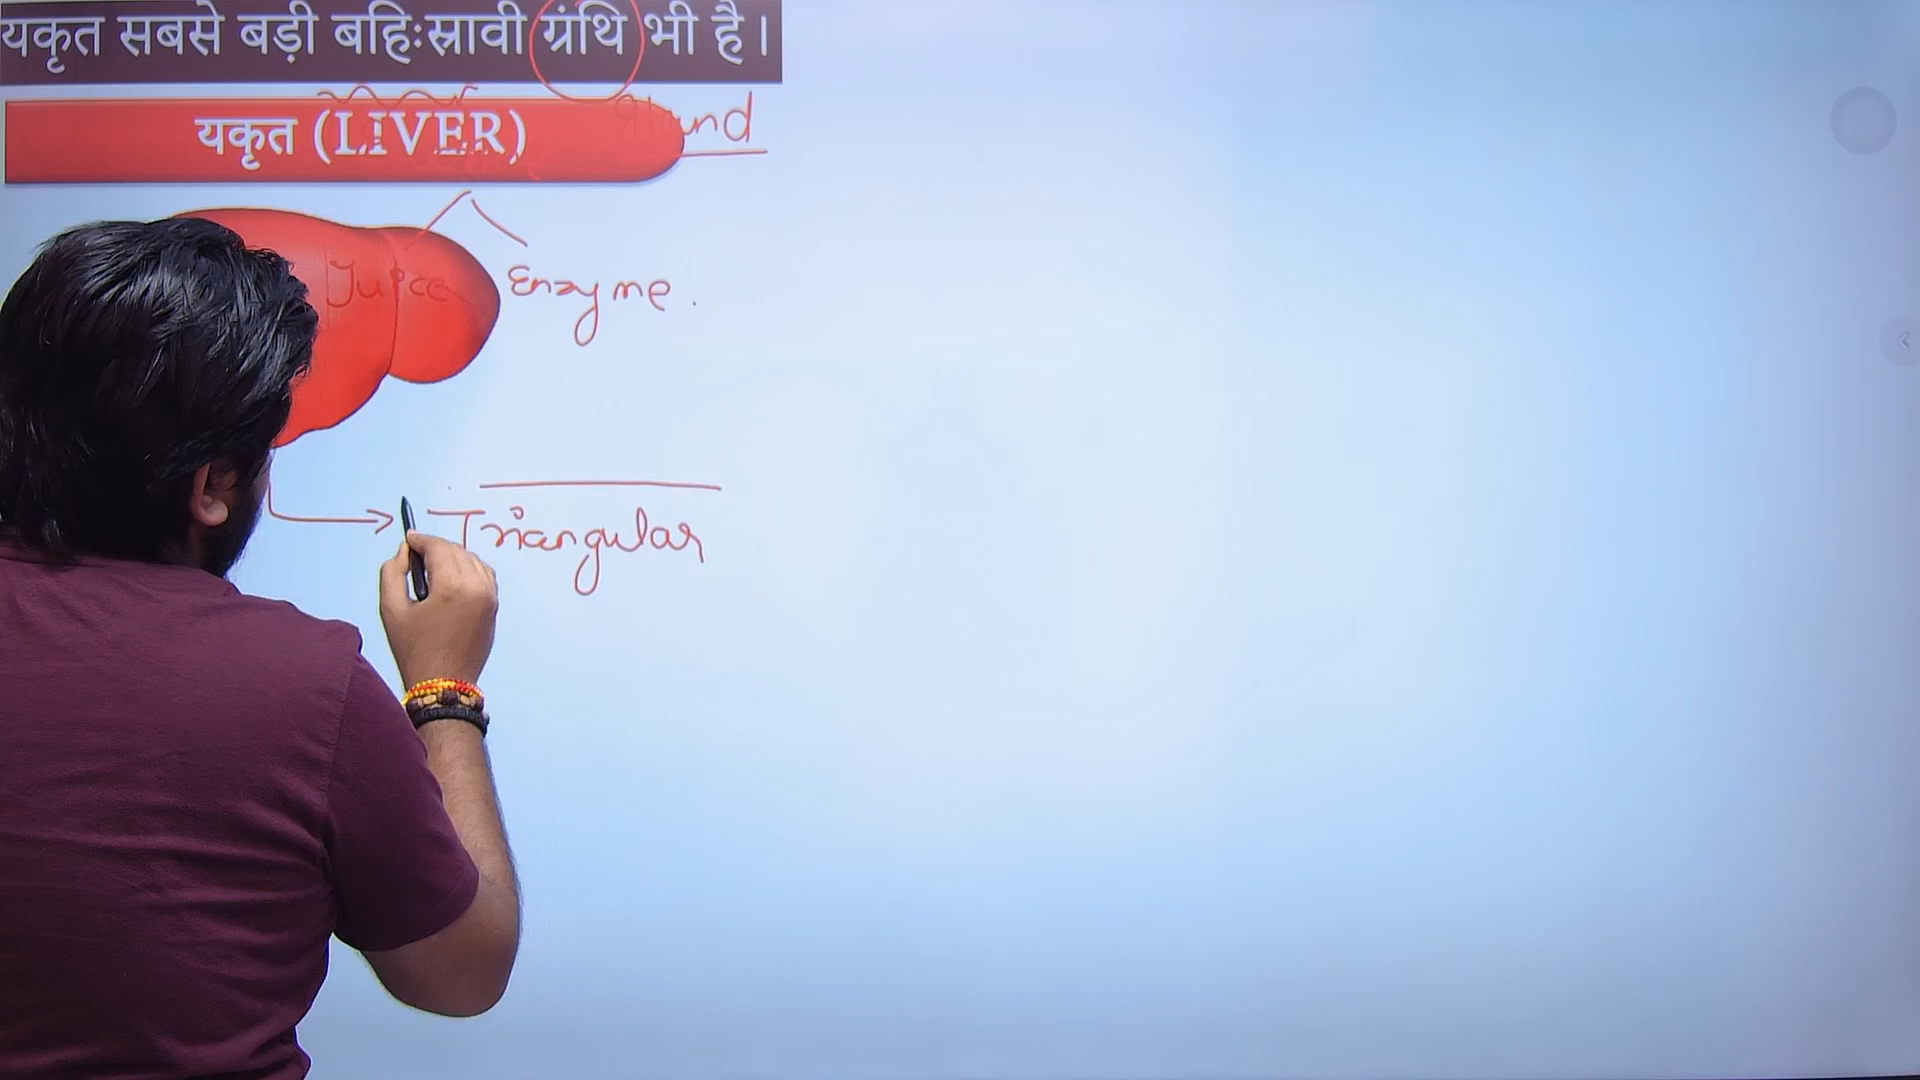 यकृत सबसे बड़ी बहिःस्रावी ग्रंथि भी है।
यकृत (LIVER)
Gland
Juice Enzyme.
Triangular